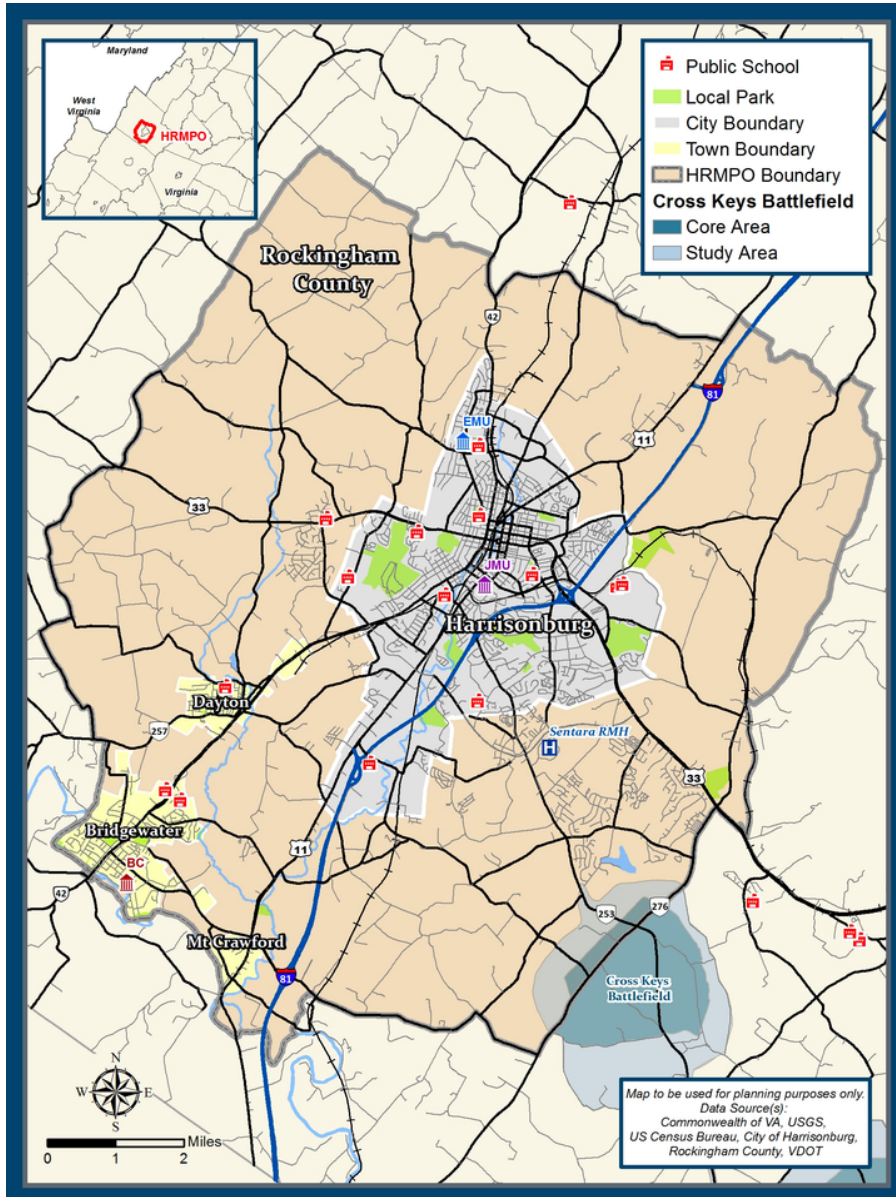 Maryland
West
Virginia
HRMPO
Virginia
Public School
Local Park
City Boundary
Town Boundary
HRMPO Boundary
Cross Keys Battlefield
Core Area
Study Area
Rockingham
County
42
81
EMU
11
33
JMU
Harrisonburg
Dayton
257
Sentara RMH
H
33
Bridgewater
11
BC
42
253
276
Mt Crawford
81
Cross Keys
Battlefield
N
W
E
S
Miles
0
1
2
Map to be used for planning purposes only.
Data Source(s):
Commonwealth of VA, USGS,
US Census Bureau, City of Harrisonburg,
Rockingham County, VDOT